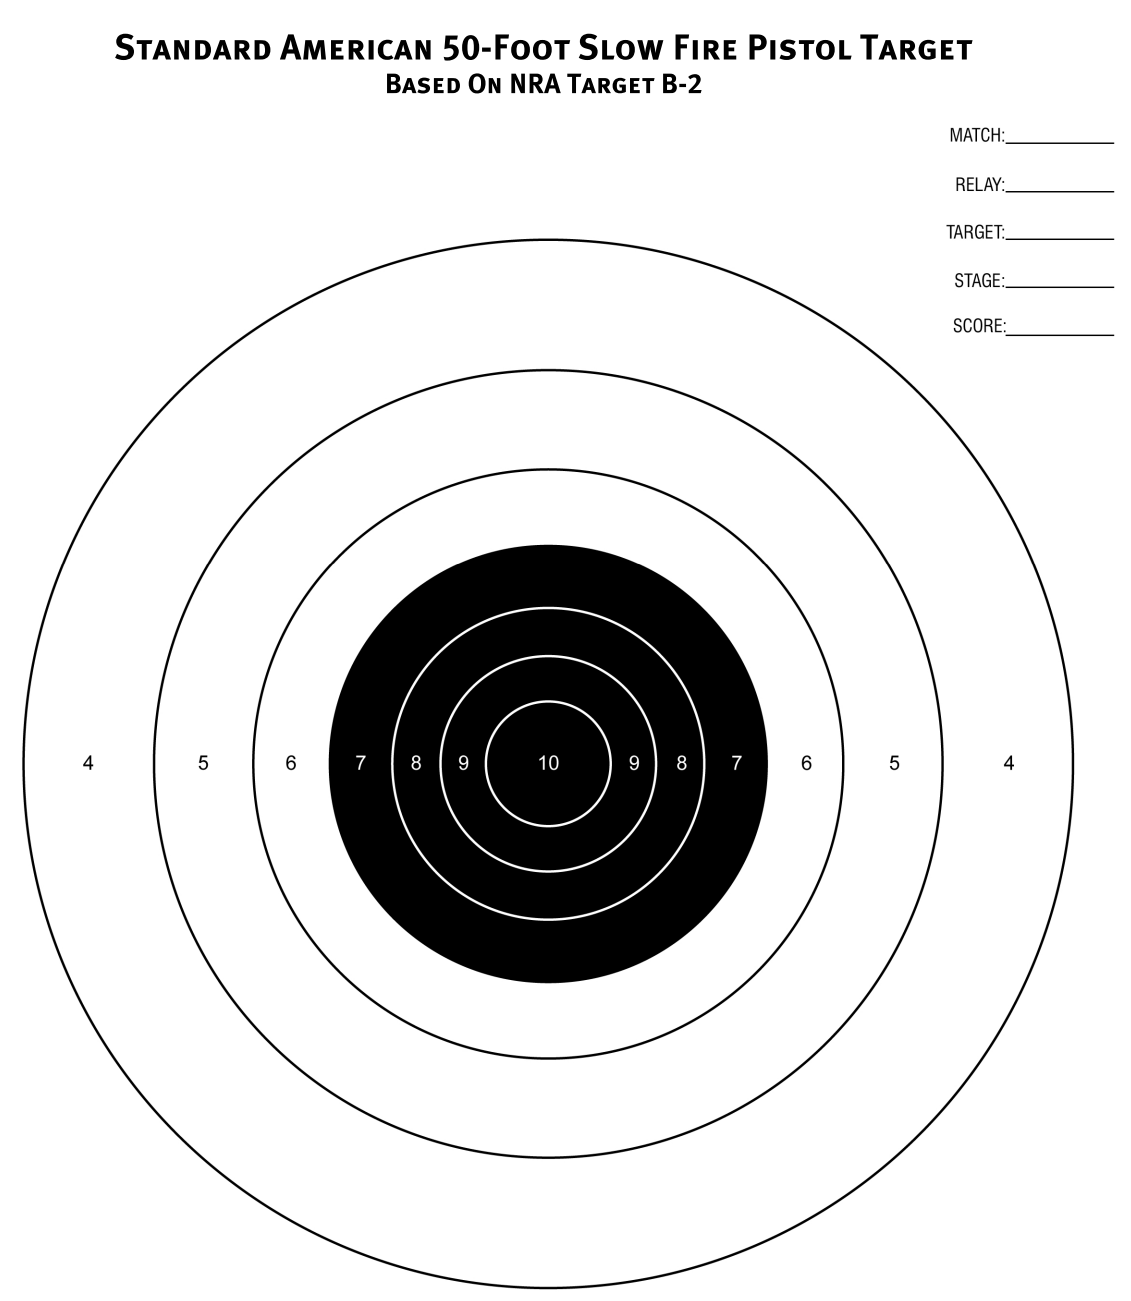 STANDARD AMERICAN 50-FOOT SLOW FIRE PISTOL TARGET
BASED ON NRA TARGET B-2
MATCH:
RELAY:
TARGET:
STAGE:
SCORE:
4 5 6 7 8 9 10 9 8 7 6 5 4